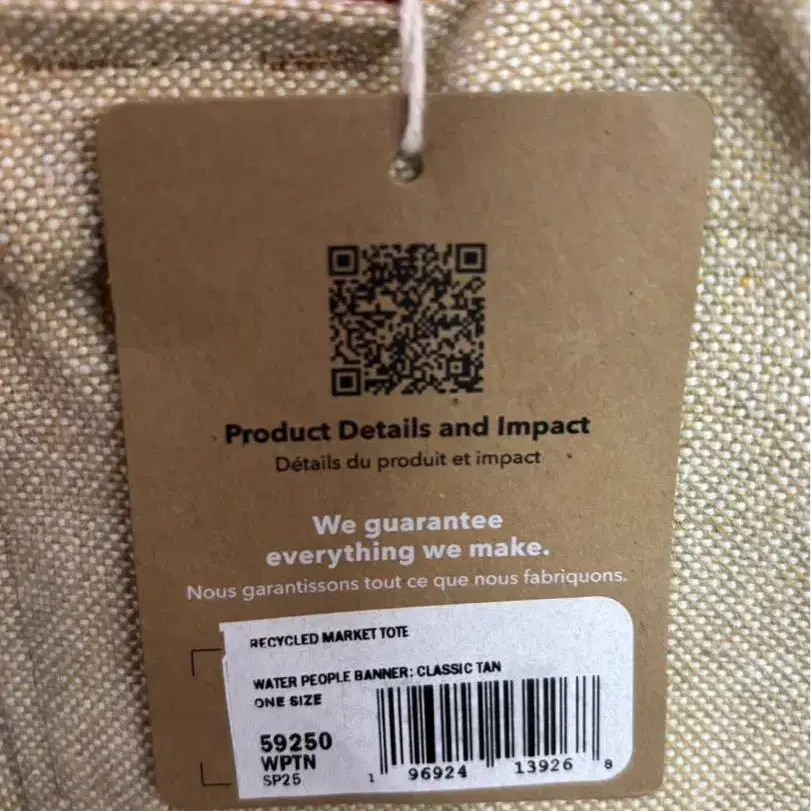 Product Details and Impact
Détails du produit et impact
We guarantee
everything we make.
Nous garantissons tout ce que nous fabriquons.
RECYCLED MARKET TOTE
WATER PEOPLE BANNER: CLASSIC TAN
ONE SIZE
59250
WPTN
SP25
1 96924 13926 8